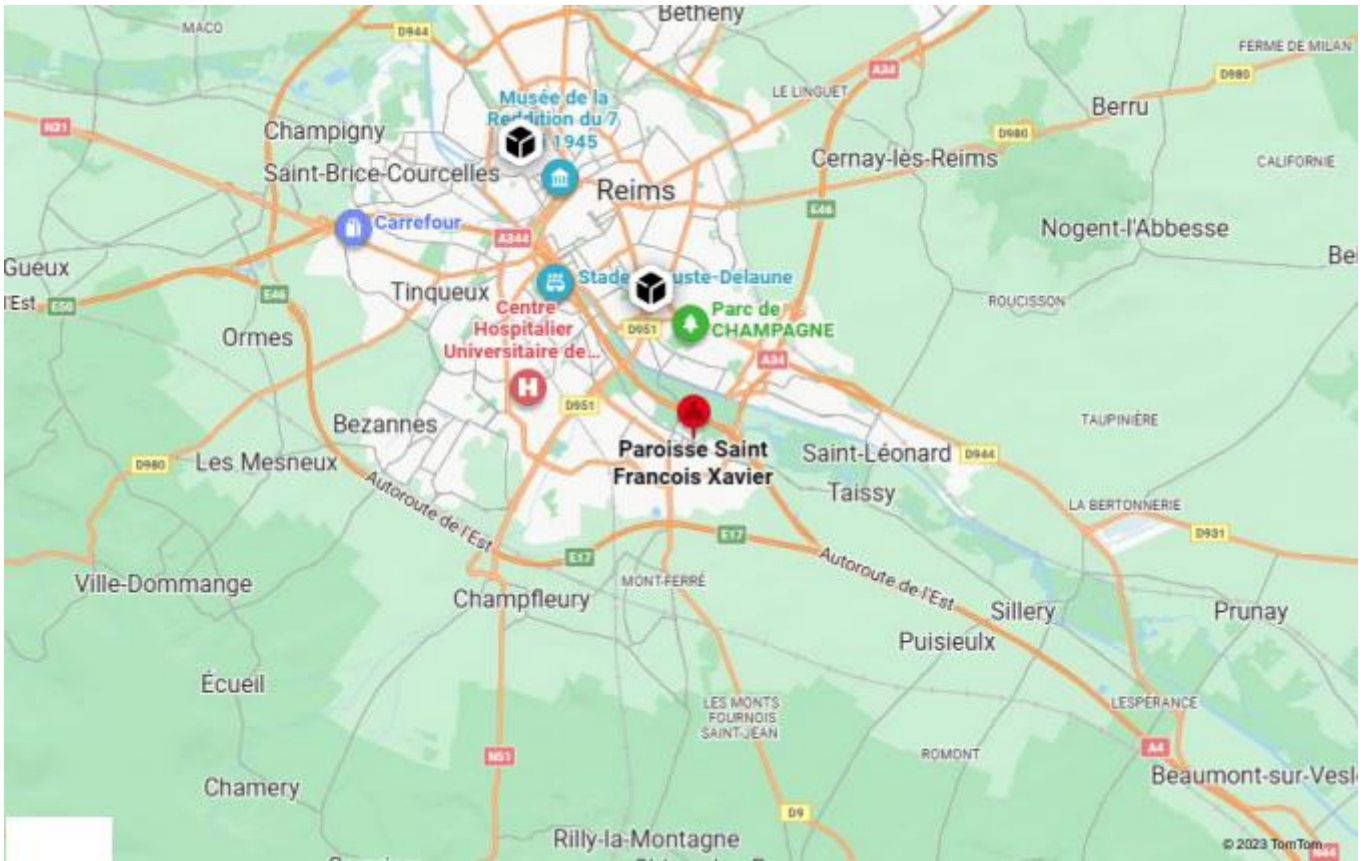 Betheny
MACO
D944
FERME DE MILAN
A34
D980
LE LINGUET
Musée de la
Reddition du 7
1945
Berru
N31
Champigny
D980
Cernay-lès-Reims
CALIFORNIE
Saint-Brice-Courcelles
Reims
E46
Carrefour
A344
Nogent-l'Abbesse
Gueux
Stade
uste-Delaune
Tinqueux
E46
l'Est
E50
ROUCISSON
Centre
Hospitalier
Universitaire de...
Parc de
CHAMPAGNE
D951
Ormes
A34
H
D951
Bezannes
TAUPINIÈRE
Paroisse Saint
Francois Xavier
Saint-Léonard
D944
Les Mesneux
D980
Taissy
Autoroute de l'Est
LA BERTONNERIE
D931
E17
E17
Autoroute de l'Est
Ville-Dommange
MONT-FERRÉ
Champfleury
Sillery
Prunay
Puisieulx
Écueil
LES MONTS
FOURNOIS
SAINT-JEAN
LESPÉRANCE
ROMONT
A4
N51
Chamery
Beaumont-sur-Vesl
D9
Rilly-la-Montagne
© 2023 TomTom